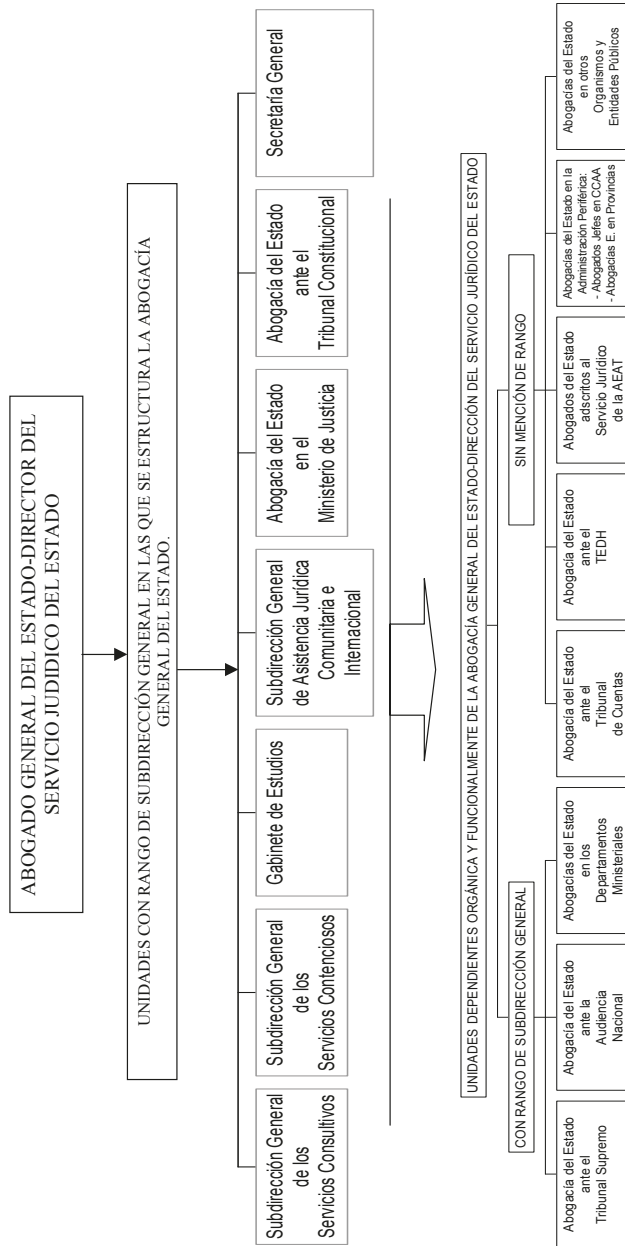 ABOGADO GENERAL DEL ESTADO-DIRECTOR DEL
SERVICIO JUDIDICO DEL ESTADO
UNIDADES CON RANGO DE SUBDIRECCIÓN GENERAL EN LAS QUE SE ESTRUCTURA LA ABOGACÍA
GENERAL DEL ESTADO.
Subdirección General
de los
Servicios Consultivos
Subdirección General
de los
Servicios Contenciosos
Gabinete de Estudios
Subdirección General
de Asistencia Jurídica
Comunitaria e
Internacional
Abogacía del Estado
en el
Ministerio de Justicia
Abogacía del Estado
ante el
Tribunal Constitucional
Secretaría General
UNIDADES DEPENDIENTES ORGÁNICA Y FUNCIONALMENTE DE LA ABOGACÍA GENERAL DEL ESTADO-DIRECCIÓN DEL SERVICIO JURÍDICO DEL ESTADO
CON RANGO DE SUBDIRECCIÓN GENERAL
SIN MENCIÓN DE RANGO
Abogacía del Estado
ante el
Tribunal Supremo
Abogacía del Estado
ante la
Audiencia
Nacional
Abogacías del Estado
en los
Departamentos
Ministeriales
Abogacía del Estado
ante el
Tribunal
de Cuentas
Abogacía del Estado
ante el
TEDH
Abogados del Estado
adscritos al
Servicio Jurídico
de la AEAT
Abogacías del Estado en la
Administración Periférica:
- Abogados Jefes en CCAA
- Abogacías E. en Provincias
Abogacías del Estado
en otros
Organismos y
Entidades Públicos